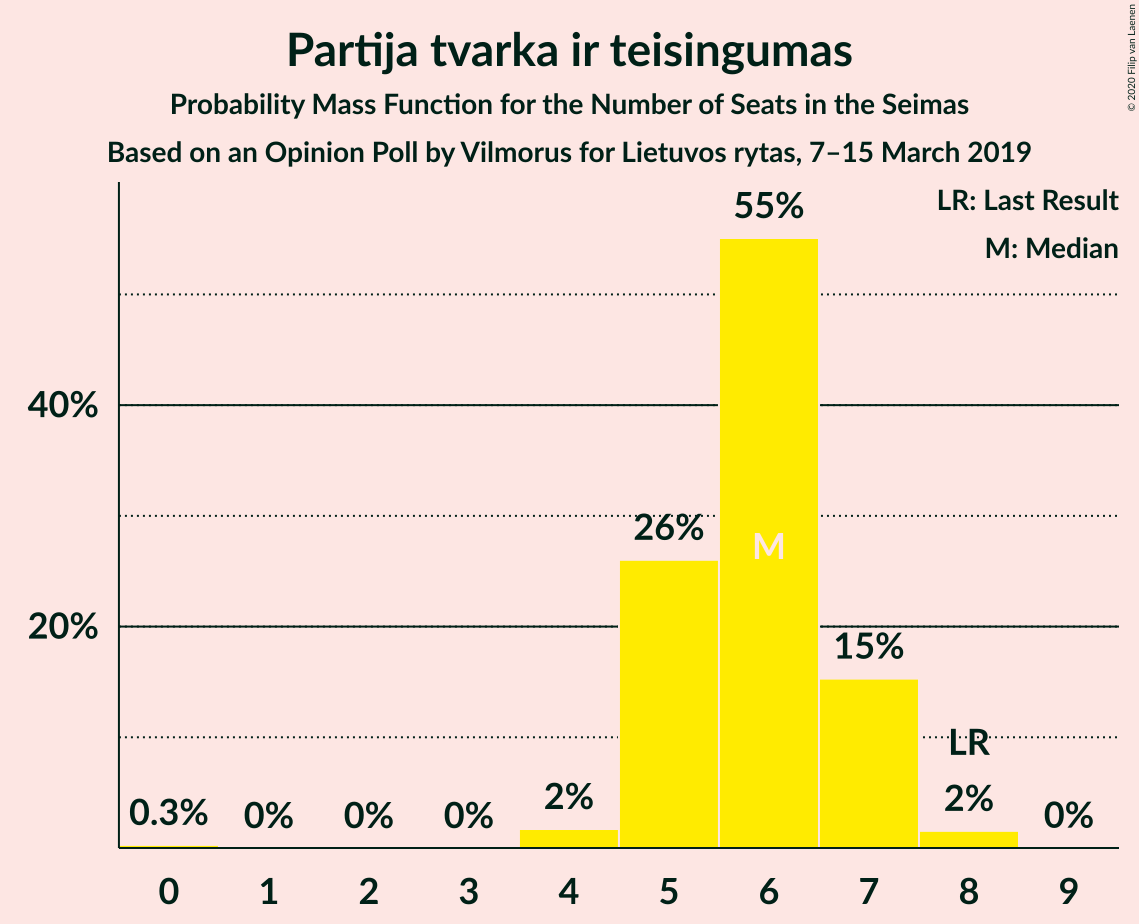 Partija tvarka ir teisingumas
Probability Mass Function for the Number of Seats in the Seimas
Based on an Opinion Poll by Vilmorus for Lietuvos rytas, 7–15 March 2019
© 2020 Filip van Laenen
LR: Last Result
M: Median
55%
40%
26%
M
20%
15%
LR
0.3% 0% 0% 0% 2% 2% 0%
0 1 2 3 4 5 6 7 8 9